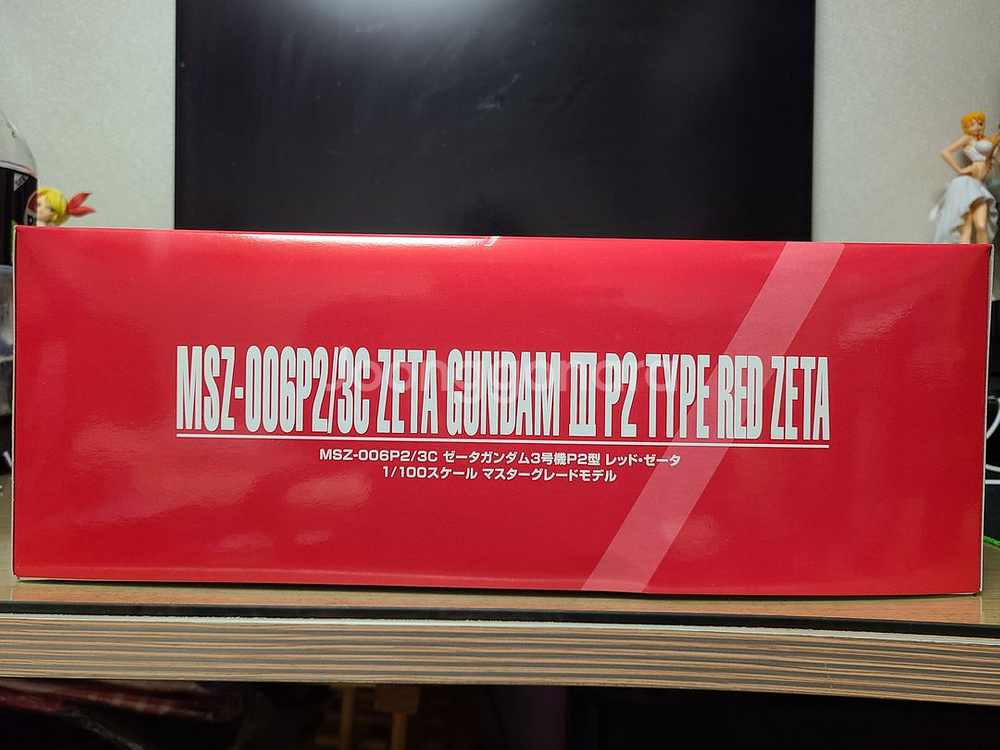 MSZ-006P2/3C ZETA GUNDAM III P2 TYPE RED ZETA
MSZ-006P2/3C ゼータガンダム3号機P2型 レッド・ゼータ
1/100スケール マスターグレードモデル
joonggonara